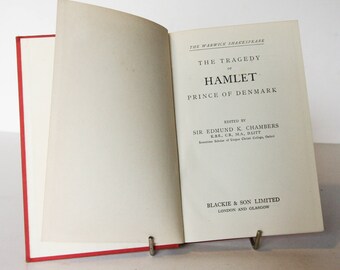 THE WARWICK SHAKESPEARE
THE TRAGEDY
OF
HAMLET
PRINCE OF DENMARK
EDITED BY
SIR EDMUND K. CHAMBERS
K.B.E., C.B., M.A., D.LITT.
BLACKIE & SON LIMITED
LONDON AND GLASGOW